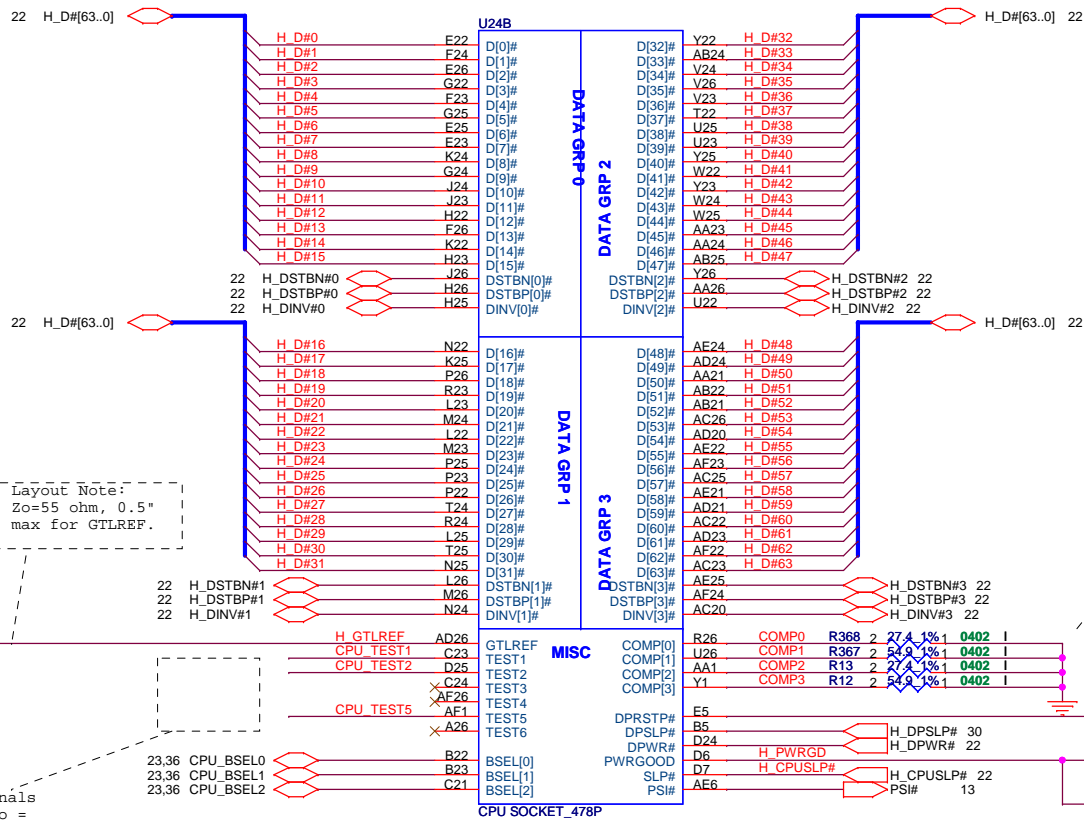 22 H_D#[63..0] U24B H_D#[63..0] 22
H_D#0 E22 D[0]# D[32]# Y22 H_D#32
H_D#1 F24 D[1]# D[33]# AB24 H_D#33
H_D#2 E26 D[2]# D[34]# V24 H_D#34
H_D#3 G22 D[3]# D[35]# V26 H_D#35
H_D#4 F23 D[4]# D[36]# V23 H_D#36
H_D#5 G25 D[5]# D[37]# T22 H_D#37
H_D#6 E25 D[6]# D[38]# U25 H_D#38
H_D#7 E23 D[7]# D[39]# U23 H_D#39
H_D#8 K24 D[8]# D[40]# Y25 H_D#40
H_D#9 G24 D[9]# D[41]# W22 H_D#41
H_D#10 J24 D[10]# D[42]# Y23 H_D#42
H_D#11 J23 D[11]# D[43]# W24 H_D#43
H_D#12 H22 D[12]# D[44]# W25 H_D#44
H_D#13 F26 D[13]# D[45]# AA23 H_D#45
H_D#14 K22 D[14]# D[46]# AA24 H_D#46
H_D#15 H23 D[15]# D[47]# AB25 H_D#47
22 H_DSTBN#0 J26 DSTBN[0]# DSTBN[2]# Y26 H_DSTBN#2 22
22 H_DSTBP#0 H26 DSTBP[0]# DSTBP[2]# AA26 H_DSTBP#2 22
22 H_DINV#0 H25 DINV[0]# DINV[2]# U22 H_DINV#2 22
DATA GRP 0
DATA GRP 2
22 H_D#[63..0] H_D#[63..0] 22
H_D#16 N22 D[16]# D[48]# AE24 H_D#48
H_D#17 K25 D[17]# D[49]# AD24 H_D#49
H_D#18 P26 D[18]# D[50]# AA21 H_D#50
H_D#19 R23 D[19]# D[51]# AB22 H_D#51
H_D#20 L23 D[20]# D[52]# AB21 H_D#52
H_D#21 M24 D[21]# D[53]# AC26 H_D#53
H_D#22 L22 D[22]# D[54]# AD20 H_D#54
H_D#23 M23 D[23]# D[55]# AE22 H_D#55
H_D#24 P25 D[24]# D[56]# AF23 H_D#56
H_D#25 P23 D[25]# D[57]# AC25 H_D#57
H_D#26 P22 D[26]# D[58]# AE21 H_D#58
H_D#27 T24 D[27]# D[59]# AD21 H_D#59
H_D#28 R24 D[28]# D[60]# AC22 H_D#60
H_D#29 L25 D[29]# D[61]# AD23 H_D#61
H_D#30 T25 D[30]# D[62]# AF22 H_D#62
H_D#31 N25 D[31]# D[63]# AC23 H_D#63
22 H_DSTBN#1 L26 DSTBN[1]# DSTBN[3]# AE25 H_DSTBN#3 22
22 H_DSTBP#1 M26 DSTBP[1]# DSTBP[3]# AF24 H_DSTBP#3 22
22 H_DINV#1 N24 DINV[1]# DINV[3]# AC20 H_DINV#3 22
DATA GRP 1
DATA GRP 3
Layout Note:
Zo=55 ohm, 0.5"
max for GTLREF.
MISC
H_GTLREF AD26 GTLREF COMP[0] R26 COMP0 R368 2 27.4_1% 1 0402 I
CPU_TEST1 C23 TEST1 COMP[1] U26 COMP1 R367 2 54.9_1% 1 0402 I
CPU_TEST2 D25 TEST2 COMP[2] AA1 COMP2 R13 2 27.4_1% 1 0402 I
C24 TEST3 COMP[3] Y1 COMP3 R12 2 54.9_1% 1 0402 I
AF26 TEST4
CPU_TEST5 AF1 TEST5 DPRSTP# E5
A26 TEST6 DPSLP# B5 H_DPSLP# 30
DPWR# D24 H_DPWR# 22
23,36 CPU_BSEL0 B22 BSEL[0] PWRGOOD D6 H_PWRGD
23,36 CPU_BSEL1 B23 BSEL[1] SLP# D7 H_CPUSLP# H_CPUSLP# 22
23,36 CPU_BSEL2 C21 BSEL[2] PSI# AE6 PSI# 13
CPU SOCKET_478P